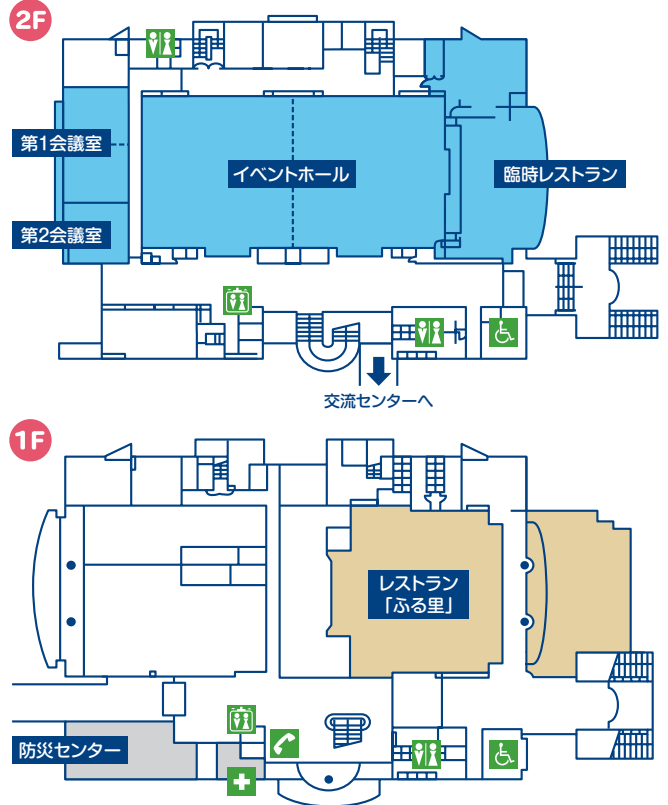 2F
第1会議室
イベントホール
臨時レストラン
第2会議室
交流センターへ
1F
レストラン
「ふる里」
防災センター